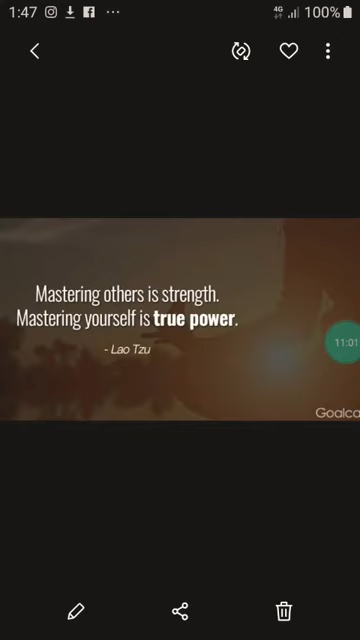 1:47
4G
100%
Mastering others is strength.
Mastering yourself is true power.
- Lao Tzu
11:01
Goalca